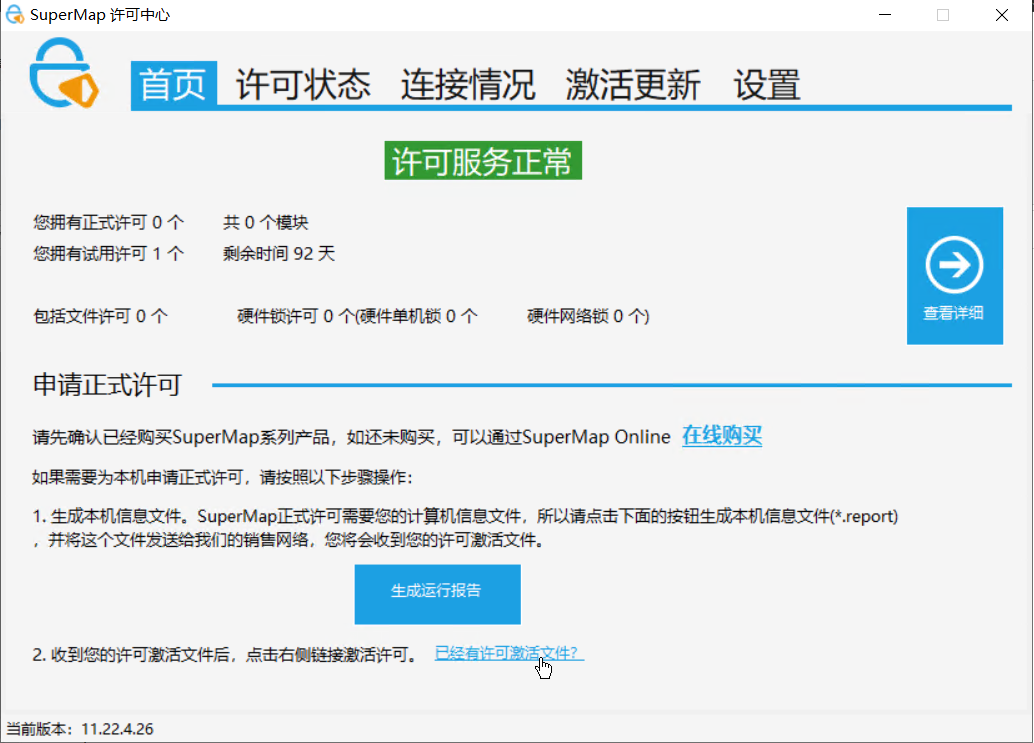 SuperMap 许可中心
首页 许可状态 连接情况 激活更新 设置
许可服务正常
您拥有正式许可 0 个 共 0 个模块
您拥有试用许可 1 个 剩余时间 92 天
包括文件许可 0 个 硬件锁许可 0 个(硬件单机锁 0 个 硬件网络锁 0 个)
查看详细
申请正式许可
请先确认已经购买SuperMap系列产品，如还未购买，可以通过SuperMap Online 在线购买
如果需要为本机申请正式许可，请按照以下步骤操作：
1. 生成本机信息文件。SuperMap正式许可需要您的计算机信息文件，所以请点击下面的按钮生成本机信息文件(*.report)
，并将这个文件发送给我们的销售网络，您将会收到您的许可激活文件。
生成运行报告
2. 收到您的许可激活文件后，点击右侧链接激活许可。 已经有许可激活文件?
当前版本：11.22.4.26